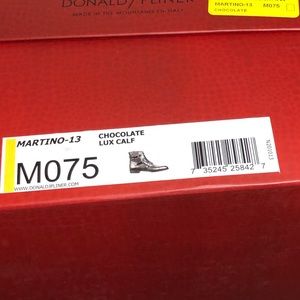 DONALD J PLINER
MADE IN THE MOUNTAINS OF ITALY
MARTINO-13 M075
CHOCOLATE
MARTINO-13 CHOCOLATE
LUX CALF
M075
WWW.DONALDJPLINER.COM
7 35245 25842 7